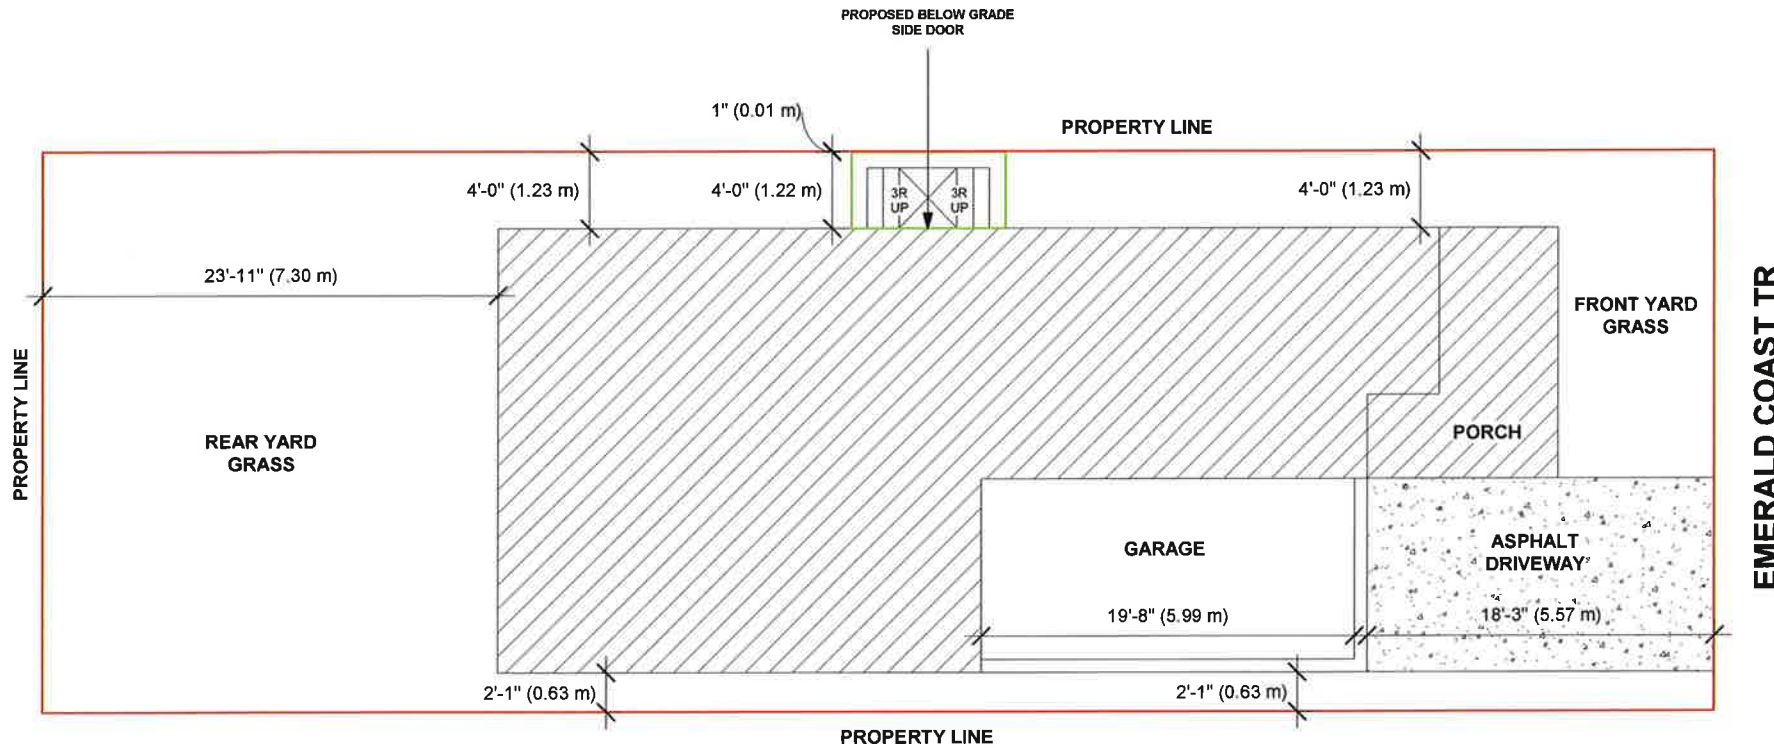 PROPOSED BELOW GRADE
SIDE DOOR
1" (0.01 m)
PROPERTY LINE
4'-0" (1.23 m)
4'-0" (1.22 m)
3R
UP
3R
UP
4'-0" (1.23 m)
23'-11" (7.30 m)
FRONT YARD
GRASS
EMERALD COAST TR
PROPERTY LINE
REAR YARD
GRASS
PORCH
GARAGE
ASPHALT
DRIVEWAY
19'-8" (5.99 m)
18'-3" (5.57 m)
2'-1" (0.63 m)
2'-1" (0.63 m)
PROPERTY LINE